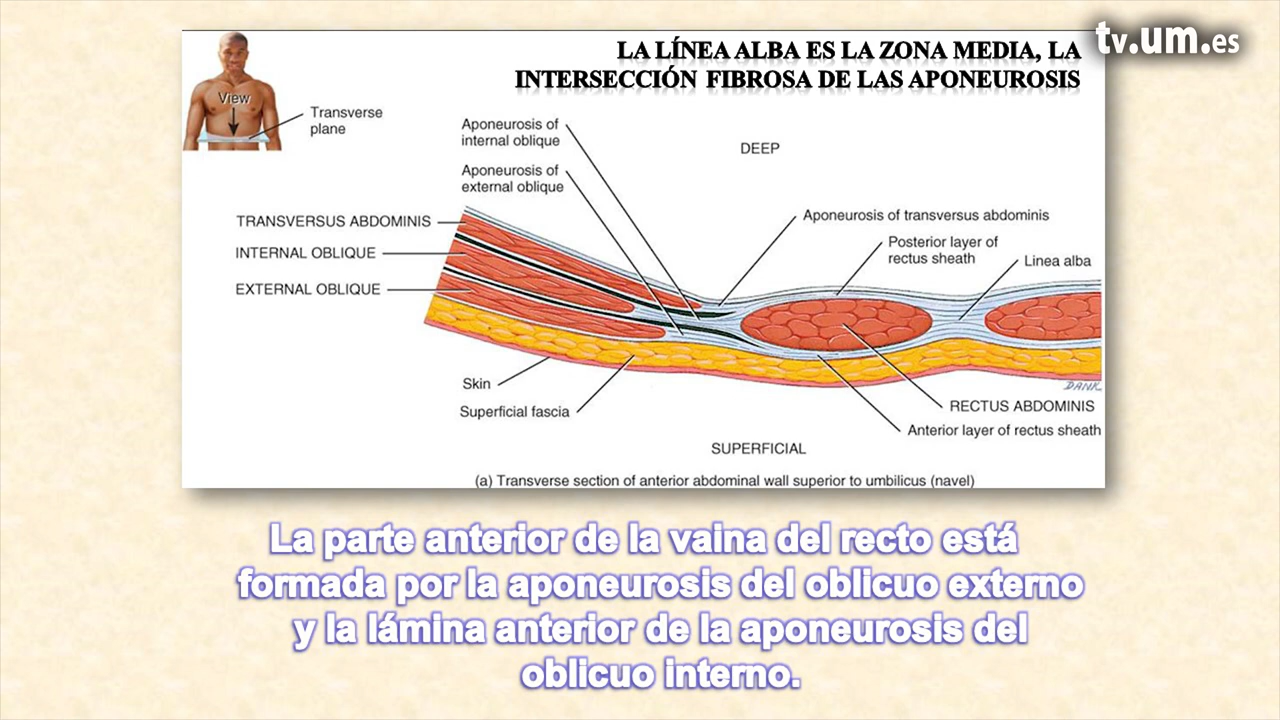 tv.um.es
LA LÍNEA ALBA ES LA ZONA MEDIA, LA
INTERSECCIÓN FIBROSA DE LAS APONEUROSIS
View
Transverse
plane
Aponeurosis of
internal oblique
Aponeurosis of
external oblique
DEEP
TRANSVERSUS ABDOMINIS
INTERNAL OBLIQUE
EXTERNAL OBLIQUE
Aponeurosis of transversus abdominis
Posterior layer of
rectus sheath
Linea alba
Skin
Superficial fascia
DANK
RECTUS ABDOMINIS
Anterior layer of rectus sheath
SUPERFICIAL
(a) Transverse section of anterior abdominal wall superior to umbilicus (navel)
La parte anterior de la vaina del recto está
formada por la aponeurosis del oblicuo externo
y la lámina anterior de la aponeurosis del
oblicuo interno.